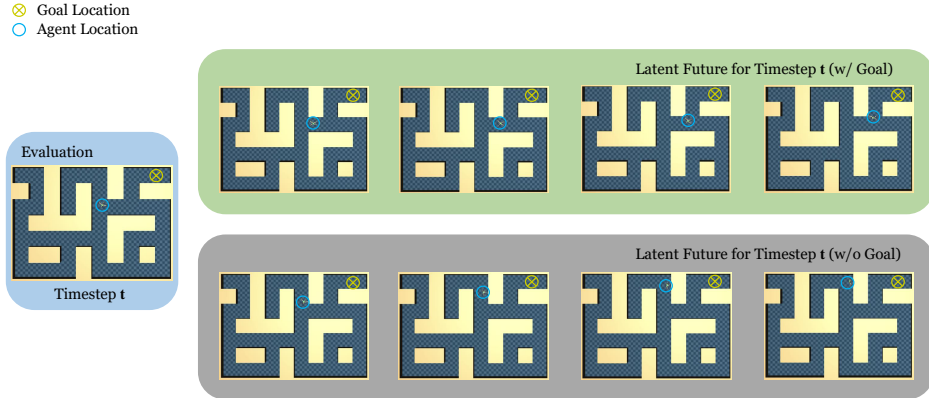 Goal Location
Agent Location
Latent Future for Timestep t (w/ Goal)
Evaluation
Timestep t
Latent Future for Timestep t (w/o Goal)